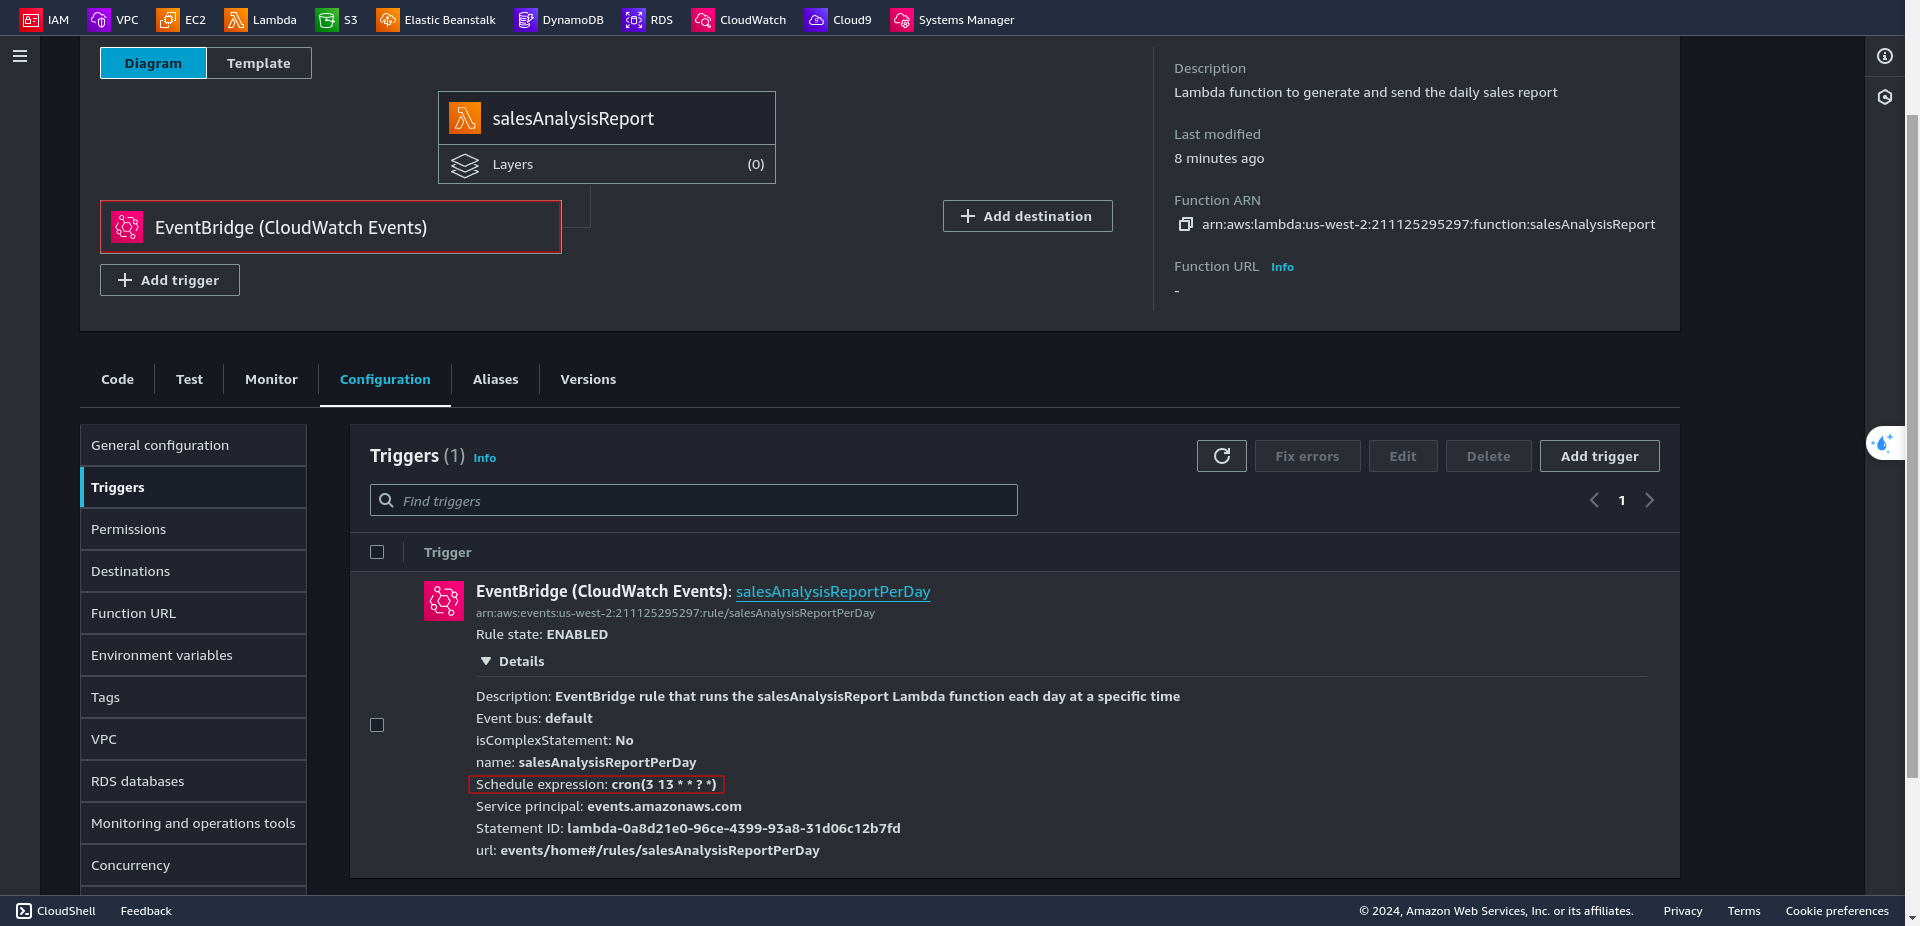 IAM VPC EC2 Lambda S3 Elastic Beanstalk DynamoDB RDS CloudWatch Cloud9 Systems Manager
Diagram Template
salesAnalysisReport
Layers (0)
EventBridge (CloudWatch Events)
Add trigger
Add destination
Description
Lambda function to generate and send the daily sales report
Last modified
8 minutes ago
Function ARN
arn:aws:lambda:us-west-2:211125295297:function:salesAnalysisReport
Function URL Info
-
Code Test Monitor Configuration Aliases Versions
General configuration
Triggers
Permissions
Destinations
Function URL
Environment variables
Tags
VPC
RDS databases
Monitoring and operations tools
Concurrency
Triggers (1) Info
Fix errors Edit Delete Add trigger
Find triggers
1
Trigger
EventBridge (CloudWatch Events): salesAnalysisReportPerDay
arn:aws:events:us-west-2:211125295297:rule/salesAnalysisReportPerDay
Rule state: ENABLED
Details
Description: EventBridge rule that runs the salesAnalysisReport Lambda function each day at a specific time
Event bus: default
isComplexStatement: No
name: salesAnalysisReportPerDay
Schedule expression: cron(3 13 * * ? *)
Service principal: events.amazonaws.com
Statement ID: lambda-0a8d21e0-96ce-4399-93a8-31d06c12b7fd
url: events/home#/rules/salesAnalysisReportPerDay
CloudShell Feedback
© 2024, Amazon Web Services, Inc. or its affiliates. Privacy Terms Cookie preferences